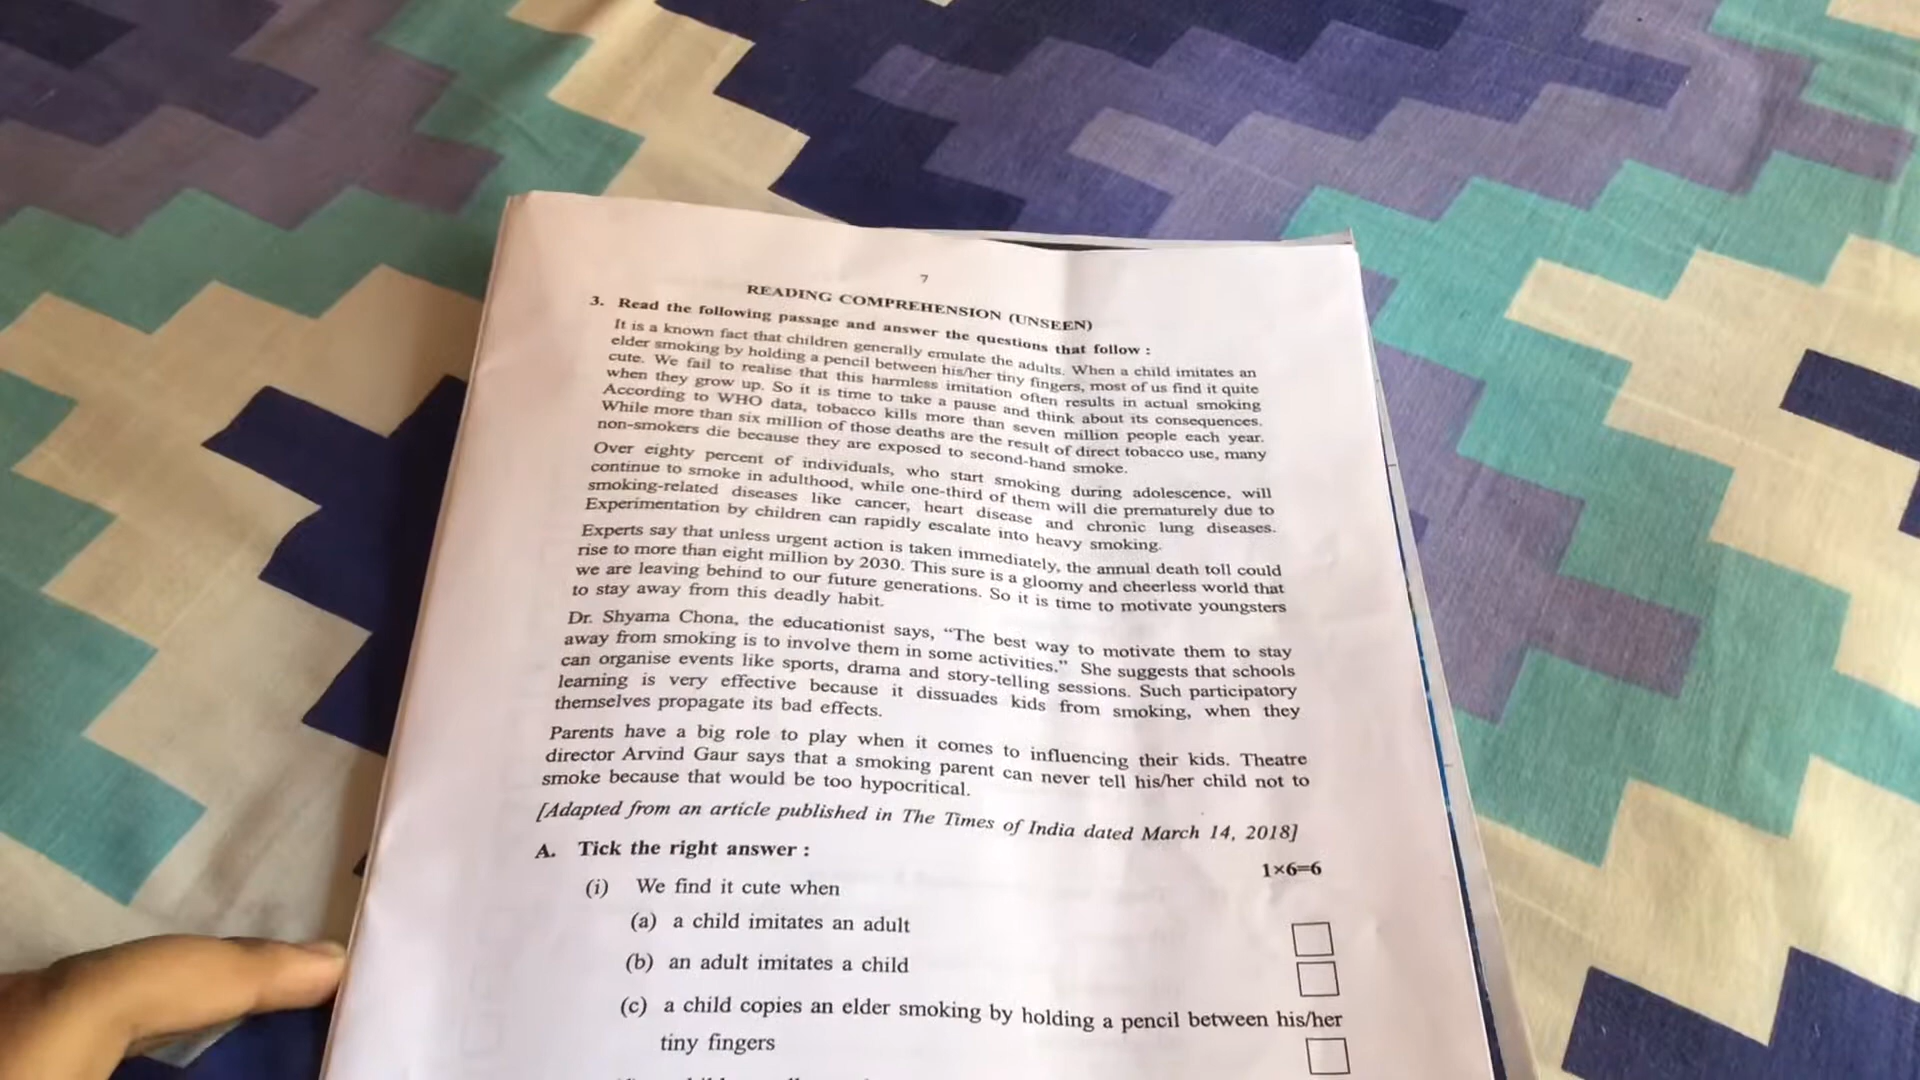 7
READING COMPREHENSION (UNSEEN)
3. Read the following passage and answer the questions that follow :
It is a known fact that children generally emulate the adults. When a child imitates an
elder smoking by holding a pencil between his/her tiny fingers, most of us find it quite
cute. We fail to realise that this harmless imitation often results in actual smoking
when they grow up. So it is time to take a pause and think about its consequences.
According to WHO data, tobacco kills more than seven million people each year.
While more than six million of those deaths are the result of direct tobacco use, many
non-smokers die because they are exposed to second-hand smoke.
Over eighty percent of individuals, who start smoking during adolescence, will
continue to smoke in adulthood, while one-third of them will die prematurely due to
smoking-related diseases like cancer, heart disease and chronic lung diseases.
Experimentation by children can rapidly escalate into heavy smoking.
Experts say that unless urgent action is taken immediately, the annual death toll could
rise to more than eight million by 2030. This sure is a gloomy and cheerless world that
we are leaving behind to our future generations. So it is time to motivate youngsters
to stay away from this deadly habit.
Dr. Shyama Chona, the educationist says, “The best way to motivate them to stay
away from smoking is to involve them in some activities.” She suggests that schools
can organise events like sports, drama and story-telling sessions. Such participatory
learning is very effective because it dissuades kids from smoking, when they
themselves propagate its bad effects.
Parents have a big role to play when it comes to influencing their kids. Theatre
director Arvind Gaur says that a smoking parent can never tell his/her child not to
smoke because that would be too hypocritical.
[Adapted from an article published in The Times of India dated March 14, 2018]
A. Tick the right answer :
1×6=6
(i) We find it cute when
(a) a child imitates an adult
(b) an adult imitates a child
(c) a child copies an elder smoking by holding a pencil between his/her
tiny fingers